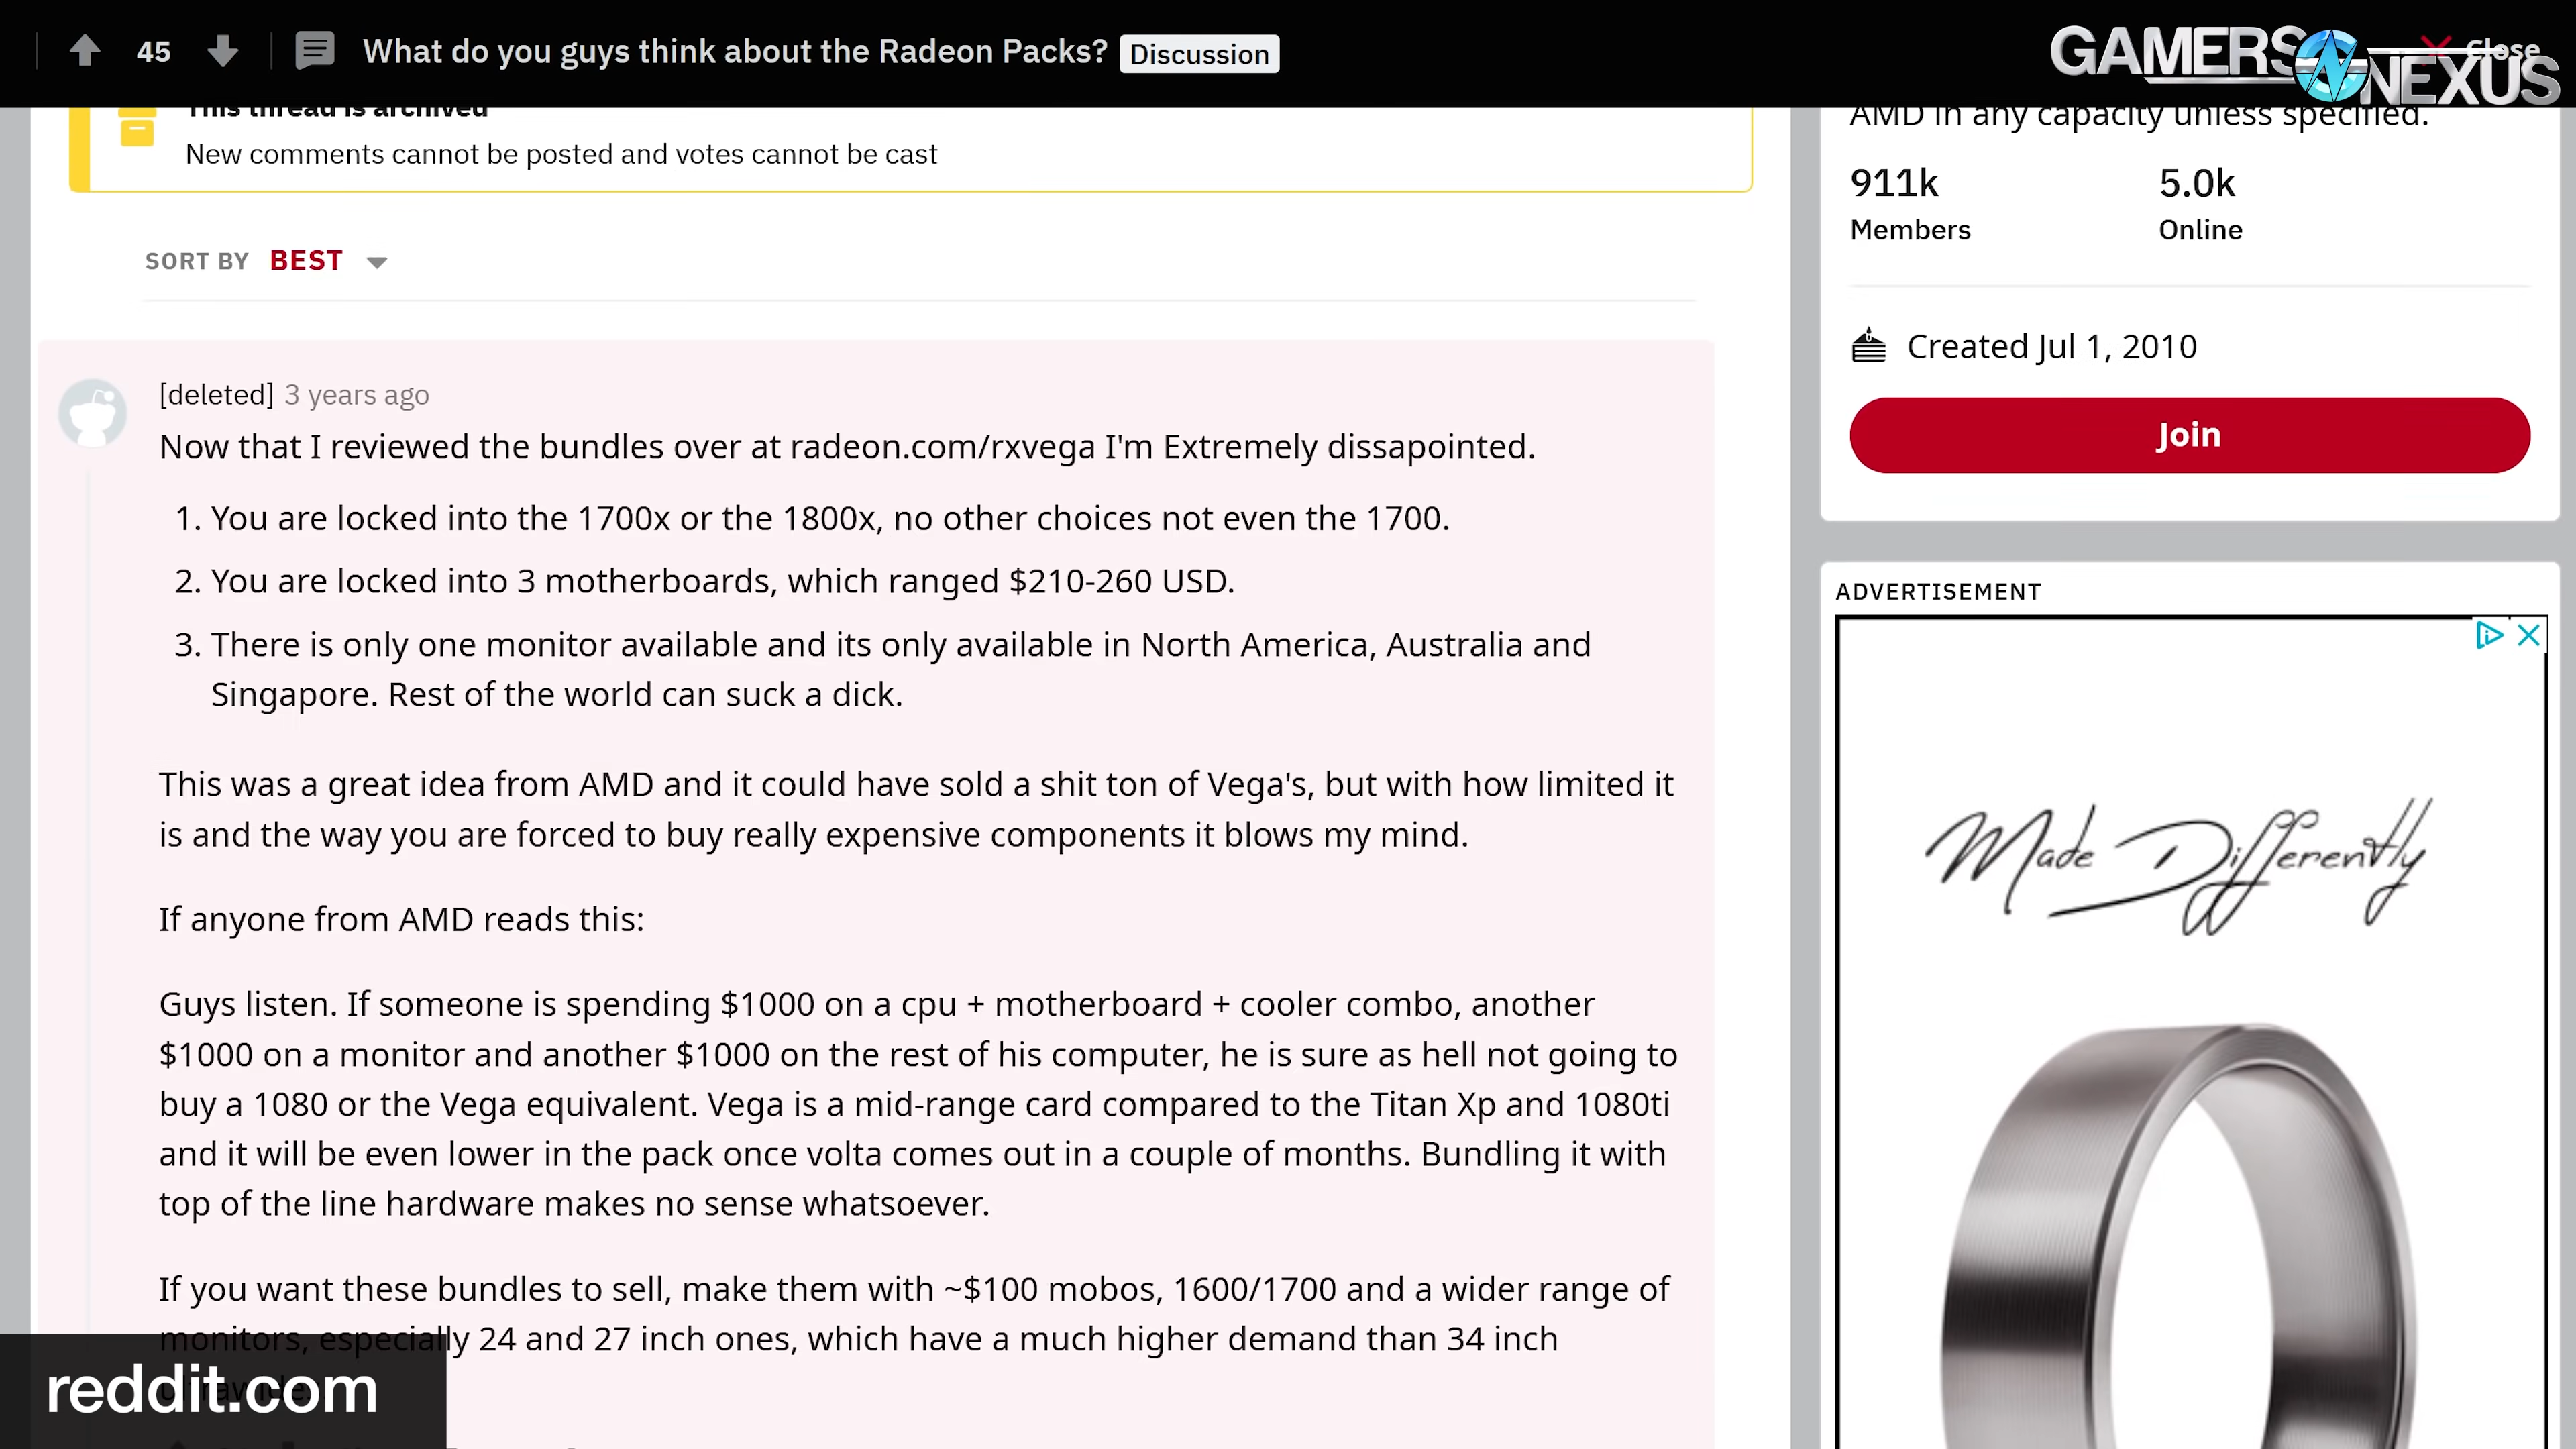 45
What do you guys think about the Radeon Packs? Discussion
Close
GAMERS NEXUS
This thread is archived
New comments cannot be posted and votes cannot be cast
SORT BY BEST
[deleted] 3 years ago
Now that I reviewed the bundles over at radeon.com/rxvega I'm Extremely dissapointed.
1. You are locked into the 1700x or the 1800x, no other choices not even the 1700.
2. You are locked into 3 motherboards, which ranged $210-260 USD.
3. There is only one monitor available and its only available in North America, Australia and
Singapore. Rest of the world can suck a dick.
This was a great idea from AMD and it could have sold a shit ton of Vega's, but with how limited it
is and the way you are forced to buy really expensive components it blows my mind.
If anyone from AMD reads this:
Guys listen. If someone is spending $1000 on a cpu + motherboard + cooler combo, another
$1000 on a monitor and another $1000 on the rest of his computer, he is sure as hell not going to
buy a 1080 or the Vega equivalent. Vega is a mid-range card compared to the Titan Xp and 1080ti
and it will be even lower in the pack once volta comes out in a couple of months. Bundling it with
top of the line hardware makes no sense whatsoever.
If you want these bundles to sell, make them with ~$100 mobos, 1600/1700 and a wider range of
monitors, especially 24 and 27 inch ones, which have a much higher demand than 34 inch
reddit.com
AMD in any capacity unless specified.
911k 5.0k
Members Online
Created Jul 1, 2010
Join
ADVERTISEMENT
Made Differently